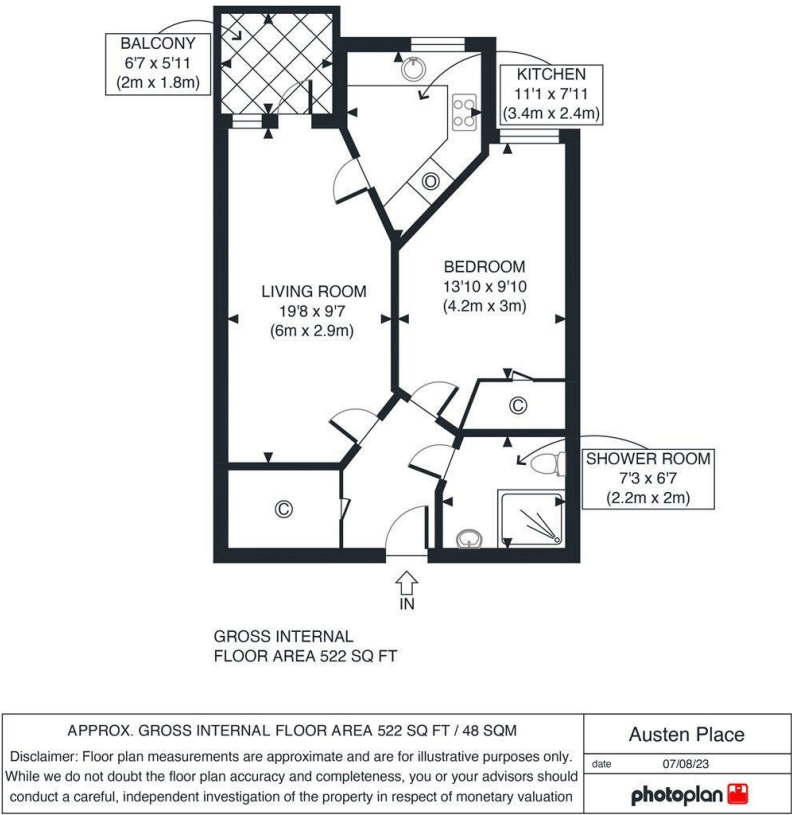 BALCONY
6'7 x 5'11
(2m x 1.8m)
KITCHEN
11'1 x 7'11
(3.4m x 2.4m)
O
BEDROOM
13'10 x 9'10
(4.2m x 3m)
LIVING ROOM
19'8 x 9'7
(6m x 2.9m)
C
SHOWER ROOM
7'3 x 6'7
(2.2m x 2m)
C
IN
GROSS INTERNAL
FLOOR AREA 522 SQ FT
APPROX. GROSS INTERNAL FLOOR AREA 522 SQ FT / 48 SQM
Disclaimer: Floor plan measurements are approximate and are for illustrative purposes only.
While we do not doubt the floor plan accuracy and completeness, you or your advisors should
conduct a careful, independent investigation of the property in respect of monetary valuation
Austen Place
date 07/08/23
photoplan